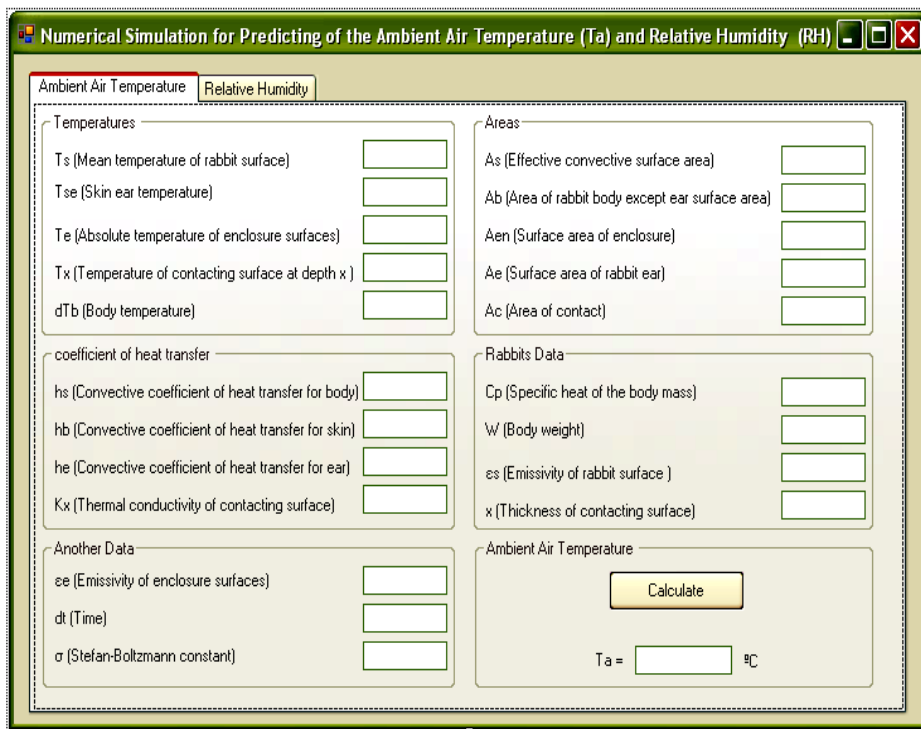 Numerical Simulation for Predicting of the Ambient Air Temperature (Ta) and Relative Humidity (RH)
Ambient Air Temperature
Relative Humidity
Temperatures
Ts (Mean temperature of rabbit surface)
Tse (Skin ear temperature)
Te (Absolute temperature of enclosure surfaces)
Tx (Temperature of contacting surface at depth x )
dTb (Body temperature)
Areas
As (Effective convective surface area)
Ab (Area of rabbit body except ear surface area)
Aen (Surface area of enclosure)
Ae (Surface area of rabbit ear)
Ac (Area of contact)
coefficient of heat transfer
hs (Convective coefficient of heat transfer for body)
hb (Convective coefficient of heat transfer for skin)
he (Convective coefficient of heat transfer for ear)
Kx (Thermal conductivity of contacting surface)
Rabbits Data
Cp (Specific heat of the body mass)
W (Body weight)
εs (Emissivity of rabbit surface )
x (Thickness of contacting surface)
Another Data
εe (Emissivity of enclosure surfaces)
dt (Time)
σ (Stefan-Boltzmann constant)
Ambient Air Temperature
Calculate
Ta = ºC